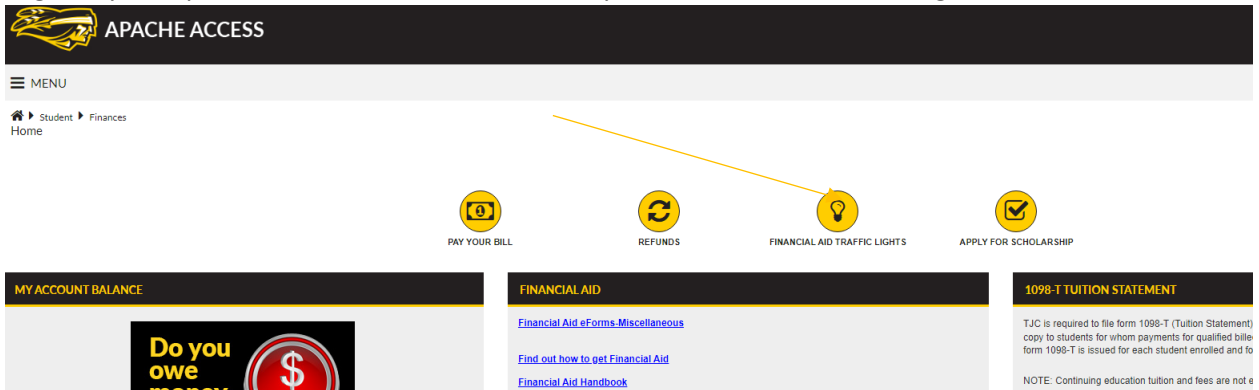 APACHE ACCESS
MENU
Student Finances
Home
PAY YOUR BILL
REFUNDS
FINANCIAL AID TRAFFIC LIGHTS
APPLY FOR SCHOLARSHIP
MY ACCOUNT BALANCE
Do you
owe
money
$
FINANCIAL AID
Financial Aid eForms-Miscellaneous
Find out how to get Financial Aid
Financial Aid Handbook
1098-T TUITION STATEMENT
TJC is required to file form 1098-T (Tuition Statement)
copy to students for whom payments for qualified bille
form 1098-T is issued for each student enrolled and fo
NOTE: Continuing education tuition and fees are not e